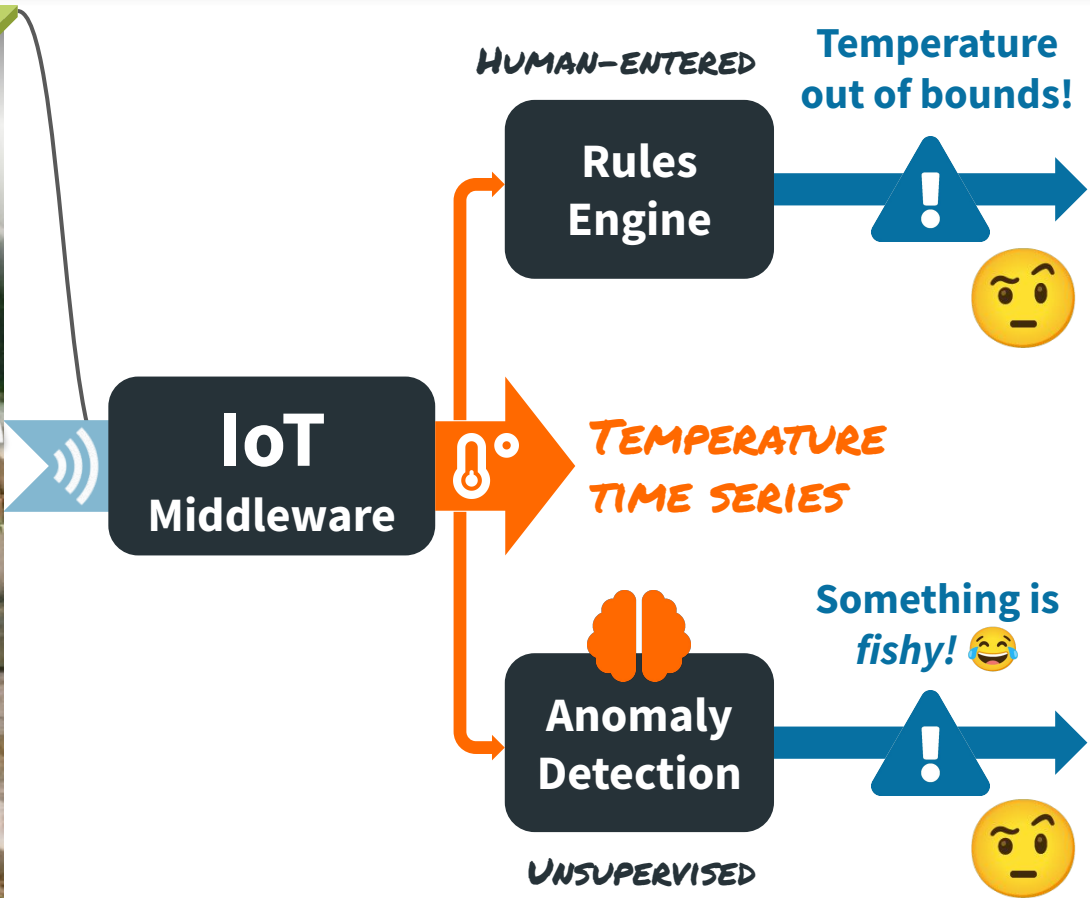 HUMAN-ENTERED
Temperature
out of bounds!
Rules
Engine
IoT
Middleware
TEMPERATURE
TIME SERIES
Something is
fishy! 😂
Anomaly
Detection
UNSUPERVISED